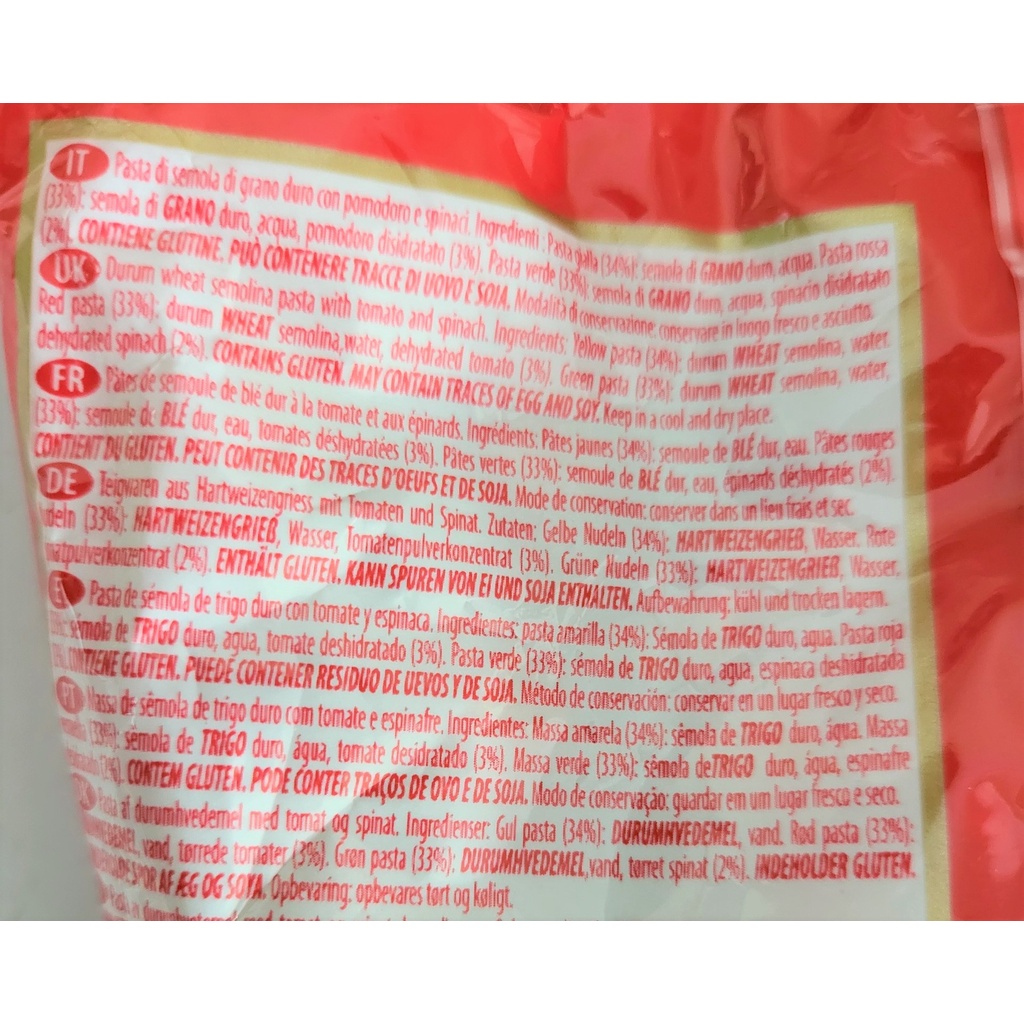 IT Pasta di semola di grano duro con pomodoro e spinaci. Ingredienti: Pasta gialla (34%): semola di GRANO duro, acqua. Pasta rossa
(33%): semola di GRANO duro, acqua, pomodoro disidratato (3%). Pasta verde (33%): semola di GRANO duro, acqua, spinacio disidratato
(2%). CONTIENE GLUTINE. PUÒ CONTENERE TRACCE DI UOVO E SOIA. Modalità di conservazione: conservare in luogo fresco e asciutto.
UK Durum wheat semolina pasta with tomato and spinach. Ingredients: Yellow pasta (34%): durum WHEAT semolina, water.
Red pasta (33%): durum WHEAT semolina, water, dehydrated tomato (3%). Green pasta (33%): durum WHEAT semolina, water,
dehydrated spinach (2%). CONTAINS GLUTEN. MAY CONTAIN TRACES OF EGG AND SOY. Keep in a cool and dry place.
FR Pâtes de semoule de blé dur à la tomate et aux épinards. Ingrédients: Pâtes jaunes (34%): semoule de BLÉ dur, eau. Pâtes rouges
(33%): semoule de BLÉ dur, eau, tomates déshydratées (3%). Pâtes vertes (33%): semoule de BLÉ dur, eau, épinards déshydratés (2%).
CONTIENT DU GLUTEN. PEUT CONTENIR DES TRACES D'OEUFS ET DE SOJA. Mode de conservation: conserver dans un lieu frais et sec.
DE Teigwaren aus Hartweizengriess mit Tomaten und Spinat. Zutaten: Gelbe Nudeln (34%): HARTWEIZENGRIEß, Wasser. Rote
(33%): HARTWEIZENGRIEß, Wasser, Tomatenpulverkonzentrat (3%). Grüne Nudeln (33%): HARTWEIZENGRIEß, Wasser,
(2%). ENTHÄLT GLUTEN. KANN SPUREN VON EI UND SOJA ENTHALTEN. Aufbewahrung: kühl und trocken lagern.
Pasta de sémola de trigo duro con tomate y espinaca. Ingredientes: pasta amarilla (34%): Sémola de TRIGO duro, agua. Pasta roja
sémola de TRIGO duro, agua, tomate deshidratado (3%). Pasta verde (33%): sémola de TRIGO duro, agua, espinaca deshidratada
GLUTEN. PUEDE CONTENER RESIDUO DE UEVOS Y DE SOJA. Método de conservación: conservar en un lugar fresco y seco.
PT Massa de sêmola de trigo duro com tomate e espinafre. Ingredientes: Massa amarela (34%): sêmola de TRIGO duro, água. Massa
(33%): sêmola de TRIGO duro, água, tomate desidratado (3%). Massa verde (33%): sêmola deTRIGO duro, água, espinafre
(2%). CONTEM GLUTEN. PODE CONTER TRAÇOS DE OVO E DE SOJA. Modo de conservação: guardar em um lugar fresco e seco.
af durumhvedemel med tomat og spinat. Ingredienser: Gul pasta (34%): DURUMHVEDEMEL, vand. Rød pasta (33%):
vand, tørrede tomater (3%). Grøn pasta (33%): DURUMHVEDEMEL, vand, tørret spinat (2%). INDEHOLDER GLUTEN.
SPOR AF ÆG OG SOYA. Opbevaring: opbevares tørt og køligt.